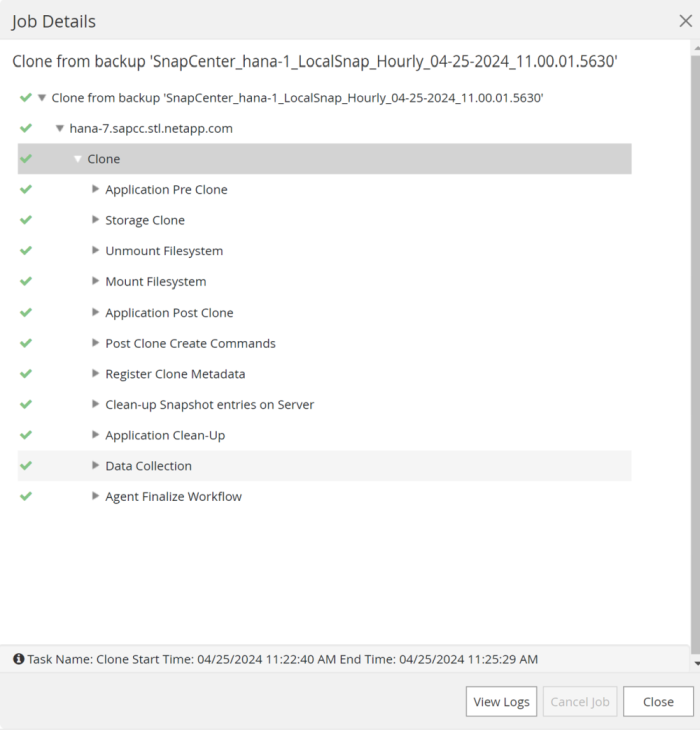 Job Details
Clone from backup 'SnapCenter_hana-1_LocalSnap_Hourly_04-25-2024_11.00.01.5630'
Clone from backup 'SnapCenter_hana-1_LocalSnap_Hourly_04-25-2024_11.00.01.5630'
hana-7.sapcc.stl.netapp.com
Clone
Application Pre Clone
Storage Clone
Unmount Filesystem
Mount Filesystem
Application Post Clone
Post Clone Create Commands
Register Clone Metadata
Clean-up Snapshot entries on Server
Application Clean-Up
Data Collection
Agent Finalize Workflow
Task Name: Clone Start Time: 04/25/2024 11:22:40 AM End Time: 04/25/2024 11:25:29 AM
View Logs Cancel Job Close